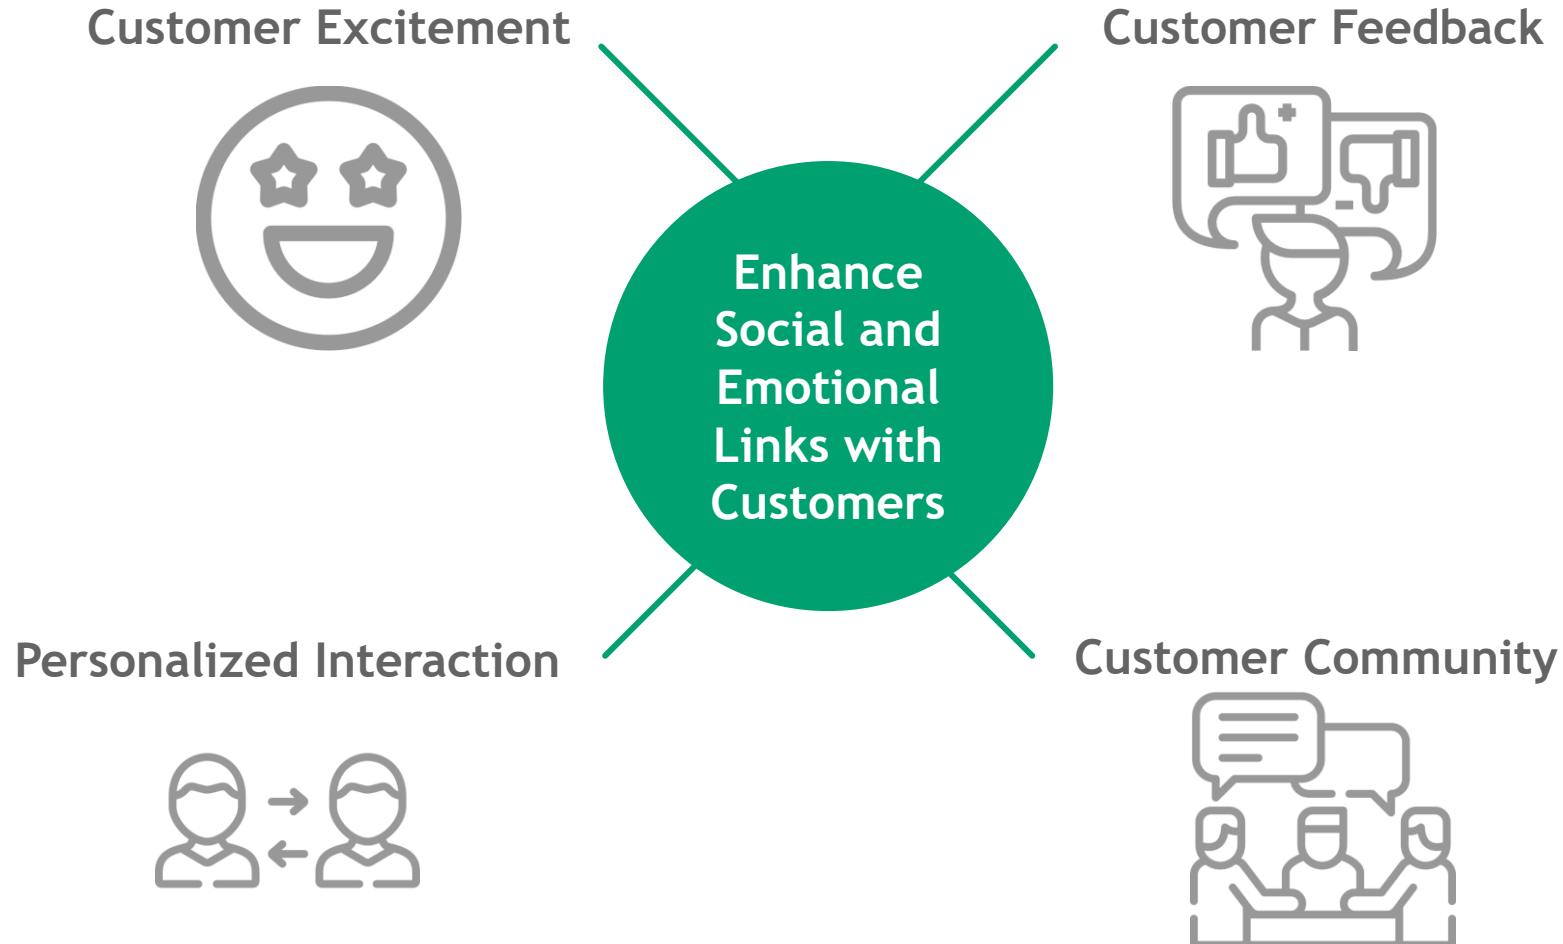 Customer Excitement
Customer Feedback
Enhance
Social and
Emotional
Links with
Customers
Personalized Interaction
Customer Community